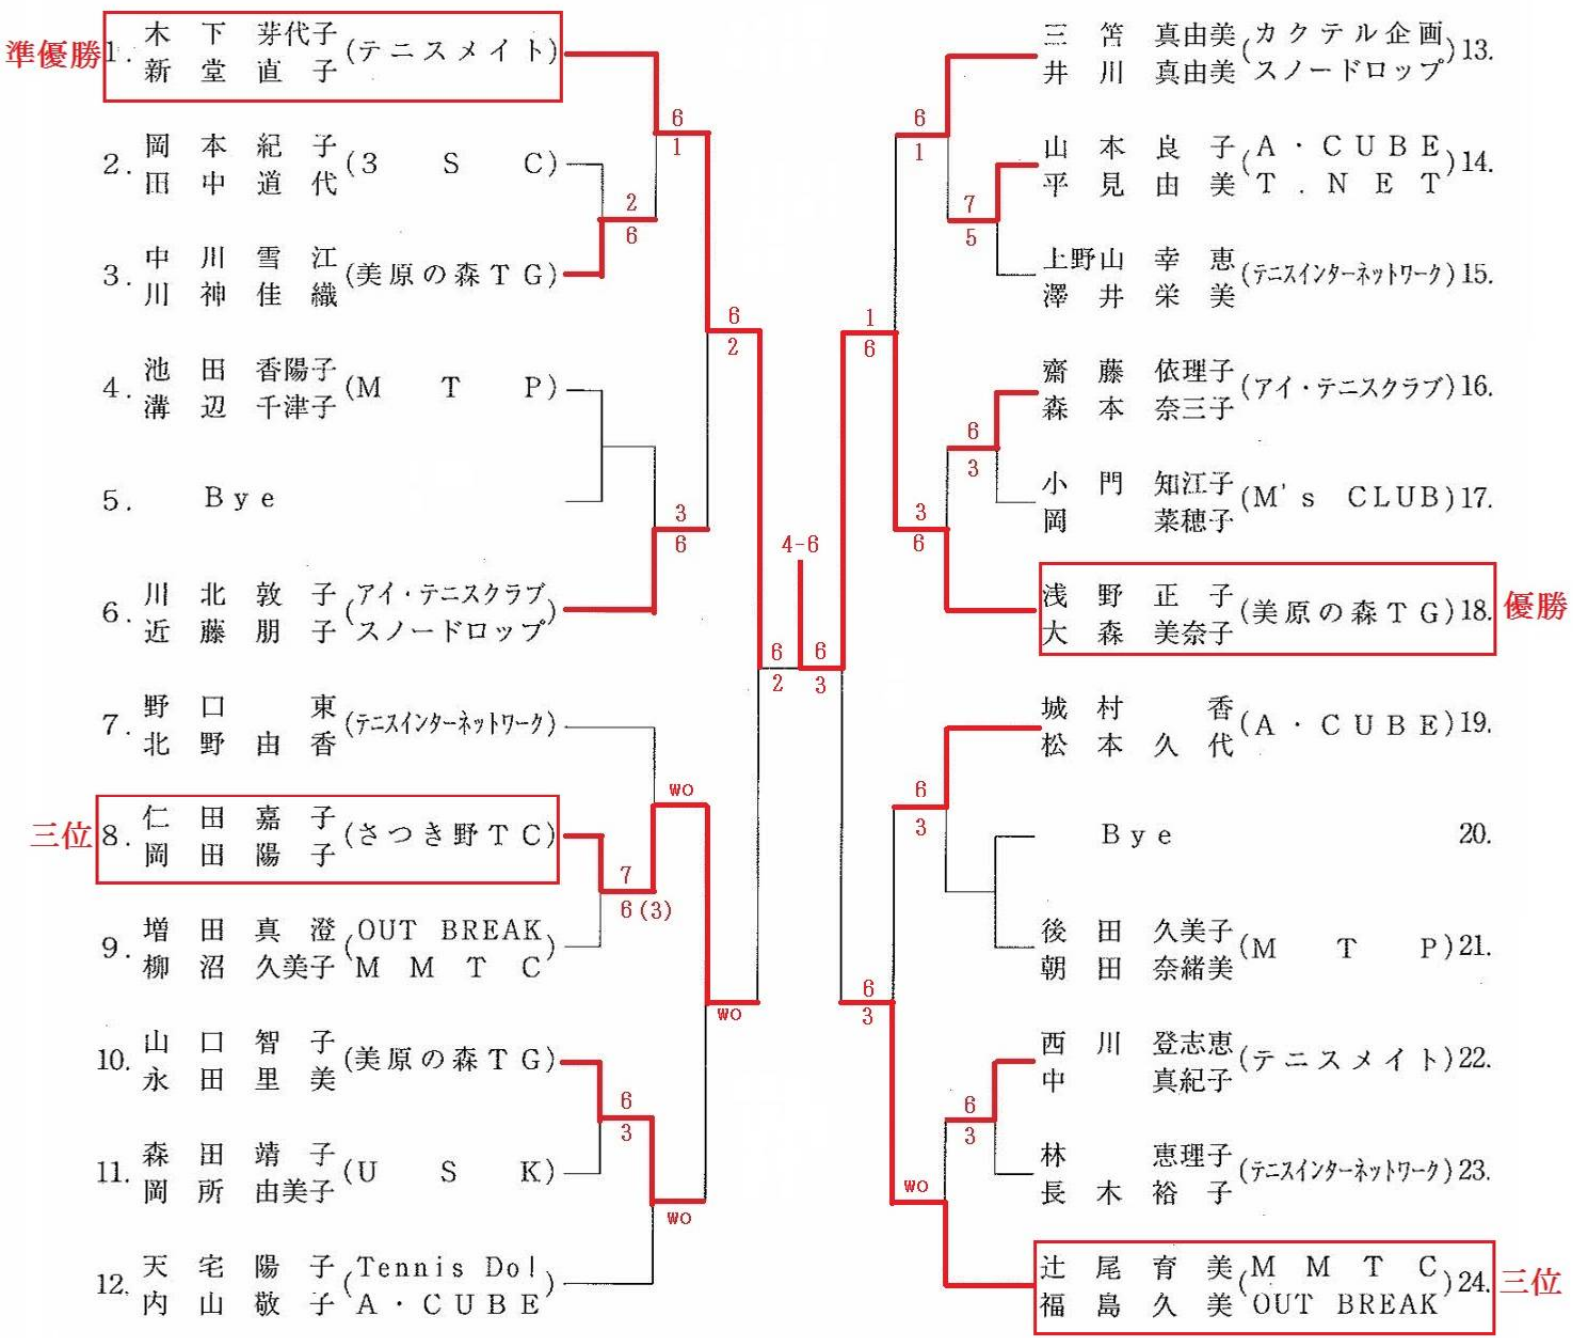 準優勝
1. 木下芽代子 (テニスメイト)
新堂直子
2. 岡本紀子 (3SC)
田中道代
3. 中川雪江 (美原の森TG)
川神佳織
4. 池田香陽子 (MTP)
溝辺千津子
5. Bye
6. 川北敦子 (アイ・テニスクラブ
近藤朋子 スノードロップ)
7. 野口東 (テニスインターネットワーク)
北野由香
三位
8. 仁田嘉子 (さつき野TC)
岡田陽子
9. 増田真澄 (OUT BREAK
柳沼久美子 MMTC)
10. 山口智子 (美原の森TG)
永田里美
11. 森田靖子 (USK)
岡所由美子
12. 天宅陽子 (Tennis Do!
内山敬子 A・CUBE)
6
1
2
6
6
2
3
6
6
2
wo
7
6(3)
wo
6
3
wo
4-6
三笘真由美 (カクテル企画 13.
井川真由美 スノードロップ)
山本良子 (A・CUBE 14.
平見由美 T.NET)
上野山幸恵 (テニスインターネットワーク) 15.
澤井栄美
齋藤依理子 (アイ・テニスクラブ) 16.
森本奈三子
小門知江子 (M's CLUB) 17.
岡菜穂子
浅野正子 (美原の森TG) 18.
大森美奈子
優勝
城村香 (A・CUBE) 19.
松本久代
Bye 20.
後田久美子 (MTP) 21.
朝田奈緒美
西川登志恵 (テニスメイト) 22.
中真紀子
林恵理子 (テニスインターネットワーク) 23.
長木裕子
辻尾育美 (MMTC 24.
福島久美 OUT BREAK)
三位
6
1
7
5
1
6
6
3
3
6
6
3
6
3
6
3
6
3
wo